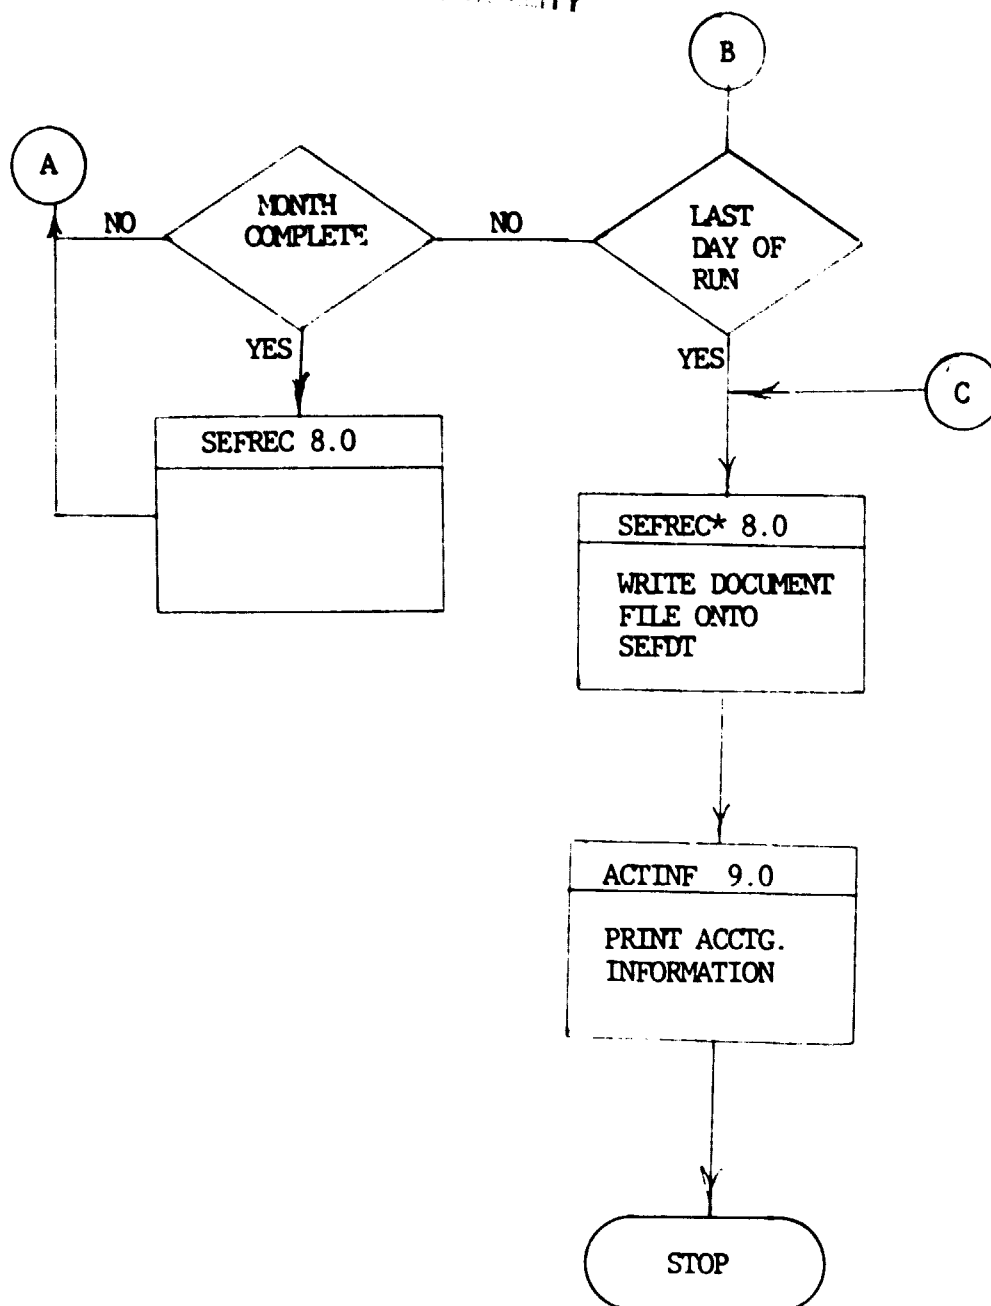 B
A
NO
MONTH
COMPLETE
NO
LAST
DAY OF
RUN
YES
YES
C
SEFREC 8.0
SEFREC* 8.0
WRITE DOCUMENT
FILE ONTO
SEFDT
ACTINF 9.0
PRINT ACCTG.
INFORMATION
STOP